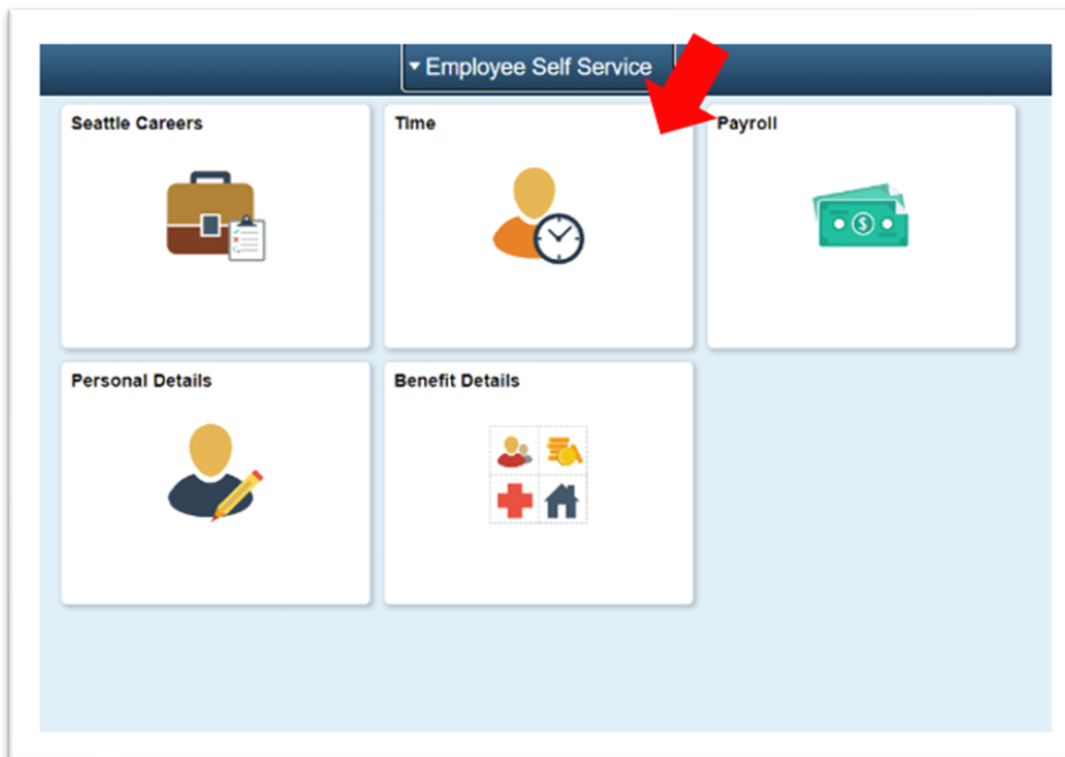 Employee Self Service
Seattle Careers
Time
Payroll
$
Personal Details
Benefit Details